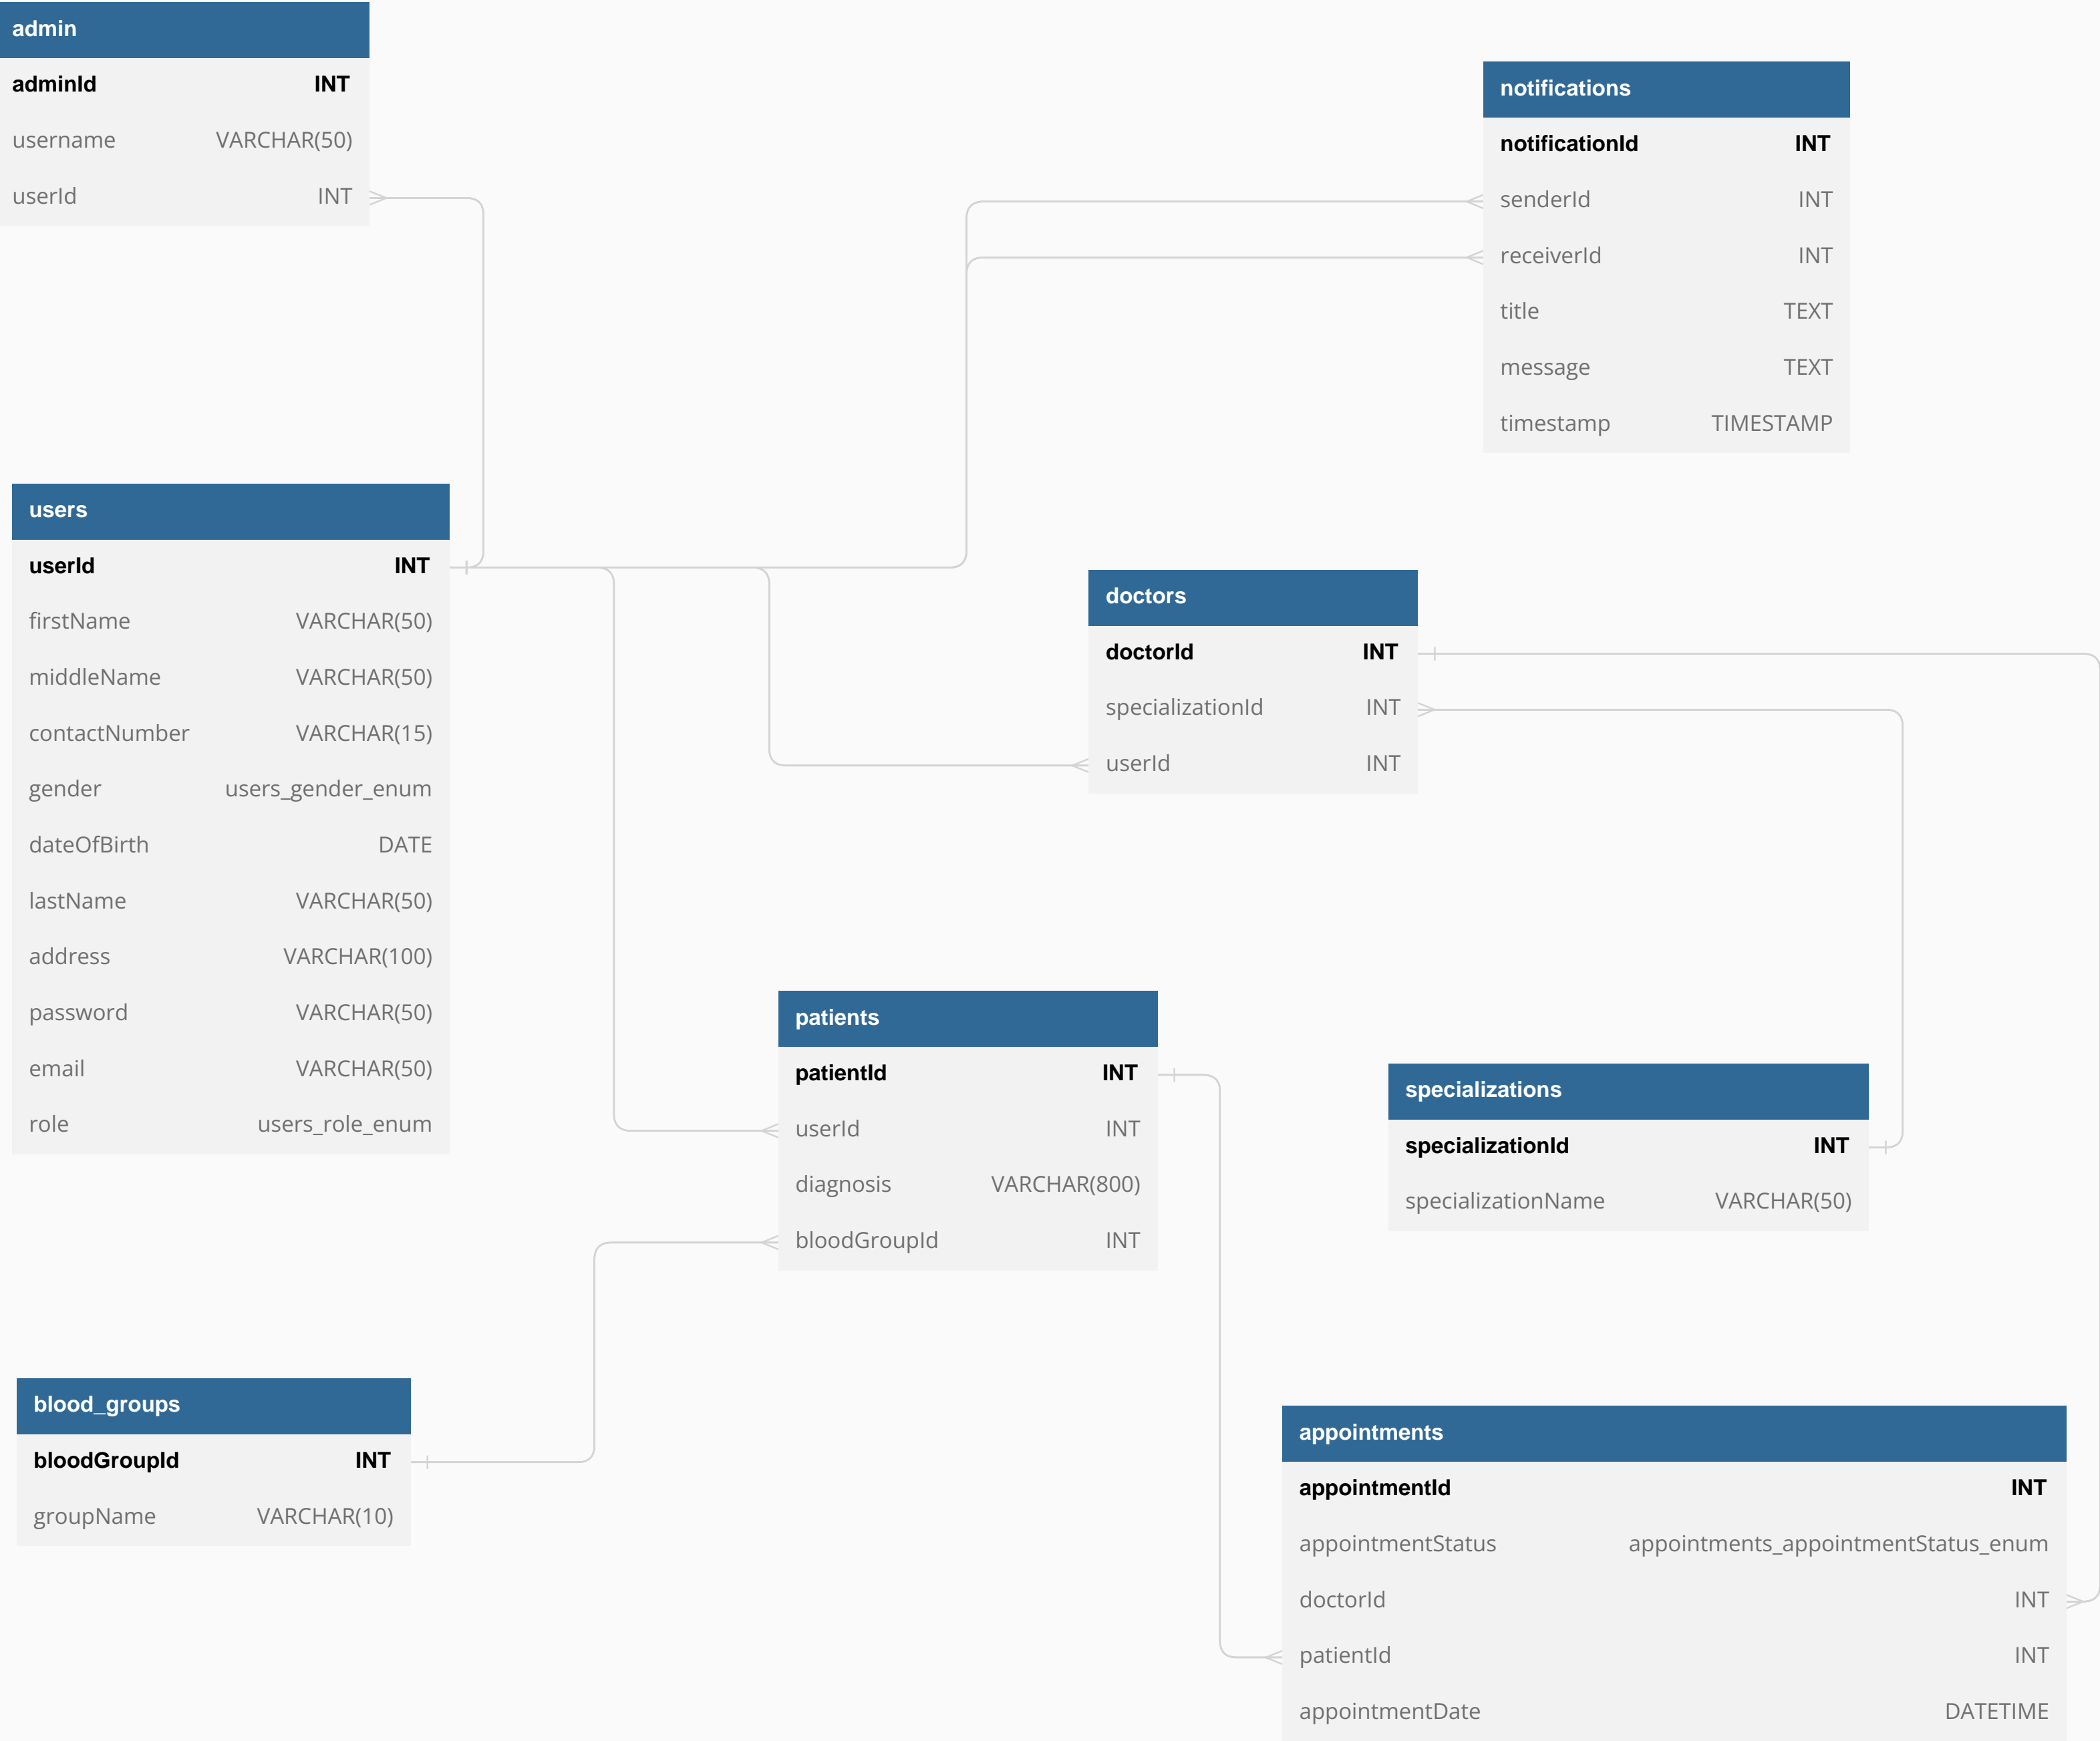 admin
adminId INT
username VARCHAR(50)
userId INT
notifications
notificationId INT
senderId INT
receiverId INT
title TEXT
message TEXT
timestamp TIMESTAMP
users
userId INT
firstName VARCHAR(50)
middleName VARCHAR(50)
contactNumber VARCHAR(15)
gender users_gender_enum
dateOfBirth DATE
lastName VARCHAR(50)
address VARCHAR(100)
password VARCHAR(50)
email VARCHAR(50)
role users_role_enum
doctors
doctorId INT
specializationId INT
userId INT
patients
patientId INT
userId INT
diagnosis VARCHAR(800)
bloodGroupId INT
specializations
specializationId INT
specializationName VARCHAR(50)
blood_groups
bloodGroupId INT
groupName VARCHAR(10)
appointments
appointmentId INT
appointmentStatus appointments_appointmentStatus_enum
doctorId INT
patientId INT
appointmentDate DATETIME